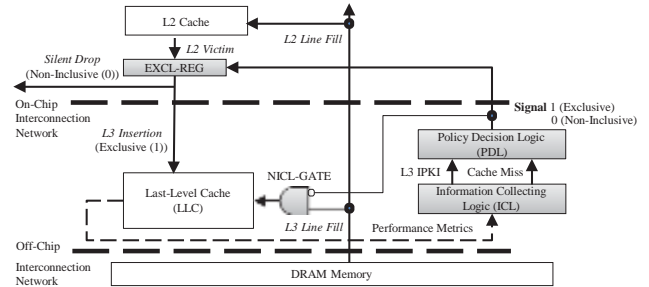 L2 Cache
L2 Line Fill
Silent Drop
(Non-Inclusive (0))
L2 Victim
EXCL-REG
On-Chip
Interconnection
Network
Signal 1 (Exclusive)
0 (Non-Inclusive)
L3 Insertion
(Exclusive (1))
Policy Decision Logic
(PDL)
NICL-GATE
L3 IPKI
Cache Miss
Last-Level Cache
(LLC)
Information Collecting
Logic (ICL)
L3 Line Fill
Performance Metrics
Off-Chip
Interconnection
Network
DRAM Memory